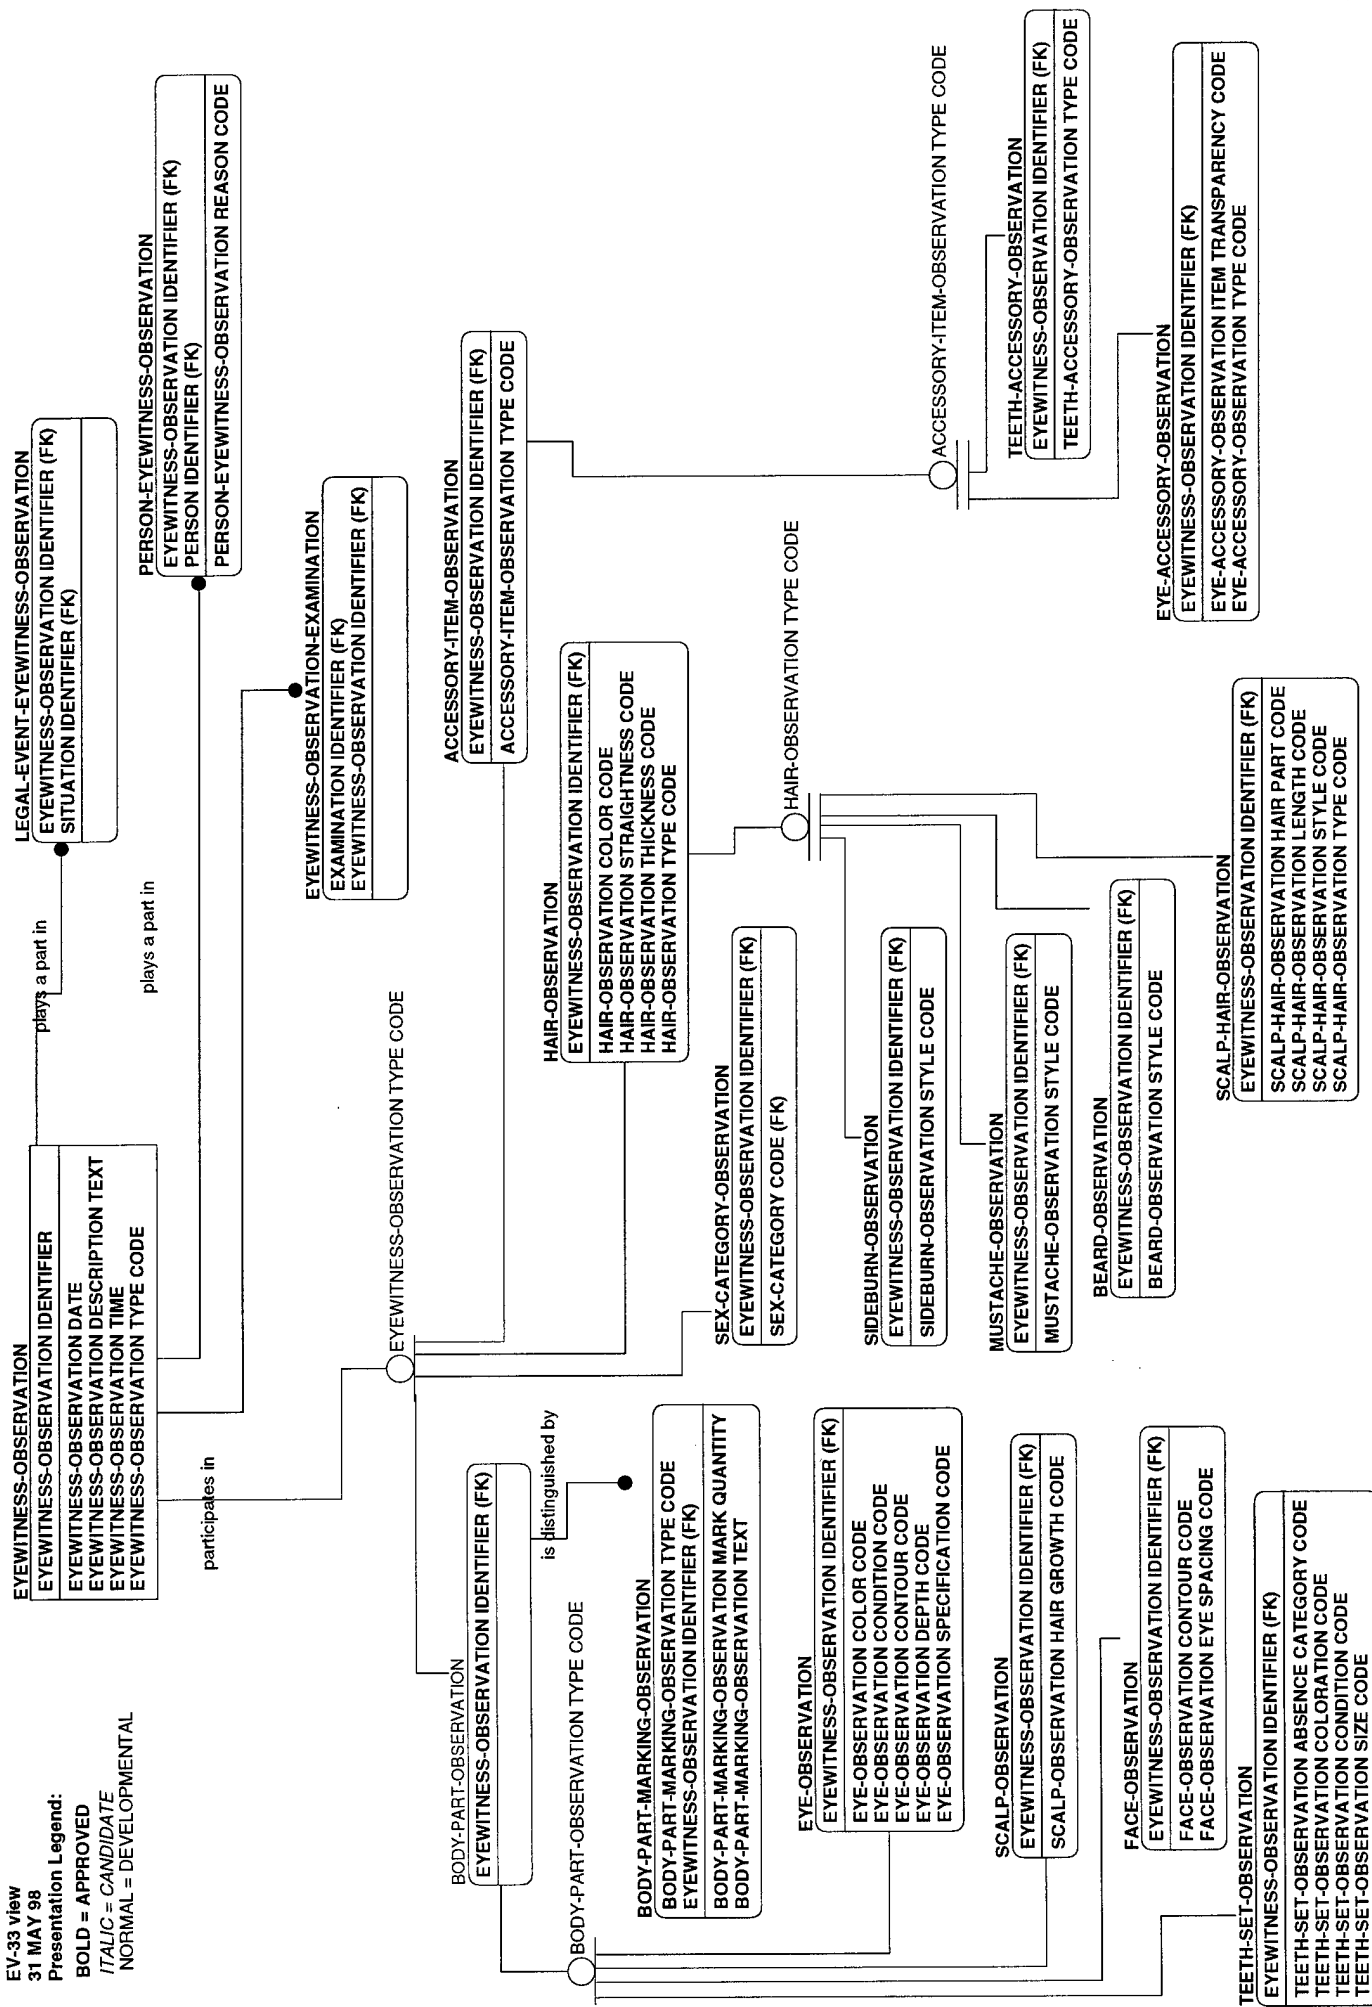 EV-33 view
31 MAY 98
Presentation Legend:
BOLD = APPROVED
ITALIC = CANDIDATE
NORMAL = DEVELOPMENTAL
EYEWITNESS-OBSERVATION
EYEWITNESS-OBSERVATION IDENTIFIER
EYEWITNESS-OBSERVATION DATE
EYEWITNESS-OBSERVATION DESCRIPTION TEXT
EYEWITNESS-OBSERVATION TIME
EYEWITNESS-OBSERVATION TYPE CODE
plays a part in
LEGAL-EVENT-EYEWITNESS-OBSERVATION
EYEWITNESS-OBSERVATION IDENTIFIER (FK)
SITUATION IDENTIFIER (FK)
plays a part in
PERSON-EYEWITNESS-OBSERVATION
EYEWITNESS-OBSERVATION IDENTIFIER (FK)
PERSON IDENTIFIER (FK)
PERSON-EYEWITNESS-OBSERVATION REASON CODE
participates in
EYEWITNESS-OBSERVATION-EXAMINATION
EXAMINATION IDENTIFIER (FK)
EYEWITNESS-OBSERVATION IDENTIFIER (FK)
EYEWITNESS-OBSERVATION TYPE CODE
BODY-PART-OBSERVATION
EYEWITNESS-OBSERVATION IDENTIFIER (FK)
is distinguished by
ACCESSORY-ITEM-OBSERVATION
EYEWITNESS-OBSERVATION IDENTIFIER (FK)
ACCESSORY-ITEM-OBSERVATION TYPE CODE
HAIR-OBSERVATION
EYEWITNESS-OBSERVATION IDENTIFIER (FK)
HAIR-OBSERVATION COLOR CODE
HAIR-OBSERVATION STRAIGHTNESS CODE
HAIR-OBSERVATION THICKNESS CODE
HAIR-OBSERVATION TYPE CODE
BODY-PART-OBSERVATION TYPE CODE
BODY-PART-MARKING-OBSERVATION
BODY-PART-MARKING-OBSERVATION TYPE CODE
EYEWITNESS-OBSERVATION IDENTIFIER (FK)
BODY-PART-MARKING-OBSERVATION MARK QUANTITY
BODY-PART-MARKING-OBSERVATION TEXT
SEX-CATEGORY-OBSERVATION
EYEWITNESS-OBSERVATION IDENTIFIER (FK)
SEX-CATEGORY CODE (FK)
HAIR-OBSERVATION TYPE CODE
ACCESSORY-ITEM-OBSERVATION TYPE CODE
EYE-OBSERVATION
EYEWITNESS-OBSERVATION IDENTIFIER (FK)
EYE-OBSERVATION COLOR CODE
EYE-OBSERVATION CONDITION CODE
EYE-OBSERVATION CONTOUR CODE
EYE-OBSERVATION DEPTH CODE
EYE-OBSERVATION SPECIFICATION CODE
SIDEBURN-OBSERVATION
EYEWITNESS-OBSERVATION IDENTIFIER (FK)
SIDEBURN-OBSERVATION STYLE CODE
TEETH-ACCESSORY-OBSERVATION
EYEWITNESS-OBSERVATION IDENTIFIER (FK)
TEETH-ACCESSORY-OBSERVATION TYPE CODE
SCALP-OBSERVATION
EYEWITNESS-OBSERVATION IDENTIFIER (FK)
SCALP-OBSERVATION HAIR GROWTH CODE
MUSTACHE-OBSERVATION
EYEWITNESS-OBSERVATION IDENTIFIER (FK)
MUSTACHE-OBSERVATION STYLE CODE
FACE-OBSERVATION
EYEWITNESS-OBSERVATION IDENTIFIER (FK)
FACE-OBSERVATION CONTOUR CODE
FACE-OBSERVATION EYE SPACING CODE
BEARD-OBSERVATION
EYEWITNESS-OBSERVATION IDENTIFIER (FK)
BEARD-OBSERVATION STYLE CODE
EYE-ACCESSORY-OBSERVATION
EYEWITNESS-OBSERVATION IDENTIFIER (FK)
EYE-ACCESSORY-OBSERVATION ITEM TRANSPARENCY CODE
EYE-ACCESSORY-OBSERVATION TYPE CODE
TEETH-SET-OBSERVATION
EYEWITNESS-OBSERVATION IDENTIFIER (FK)
TEETH-SET-OBSERVATION ABSENCE CATEGORY CODE
TEETH-SET-OBSERVATION COLORATION CODE
TEETH-SET-OBSERVATION CONDITION CODE
TEETH-SET-OBSERVATION SIZE CODE
SCALP-HAIR-OBSERVATION
EYEWITNESS-OBSERVATION IDENTIFIER (FK)
SCALP-HAIR-OBSERVATION HAIR PART CODE
SCALP-HAIR-OBSERVATION LENGTH CODE
SCALP-HAIR-OBSERVATION STYLE CODE
SCALP-HAIR-OBSERVATION TYPE CODE